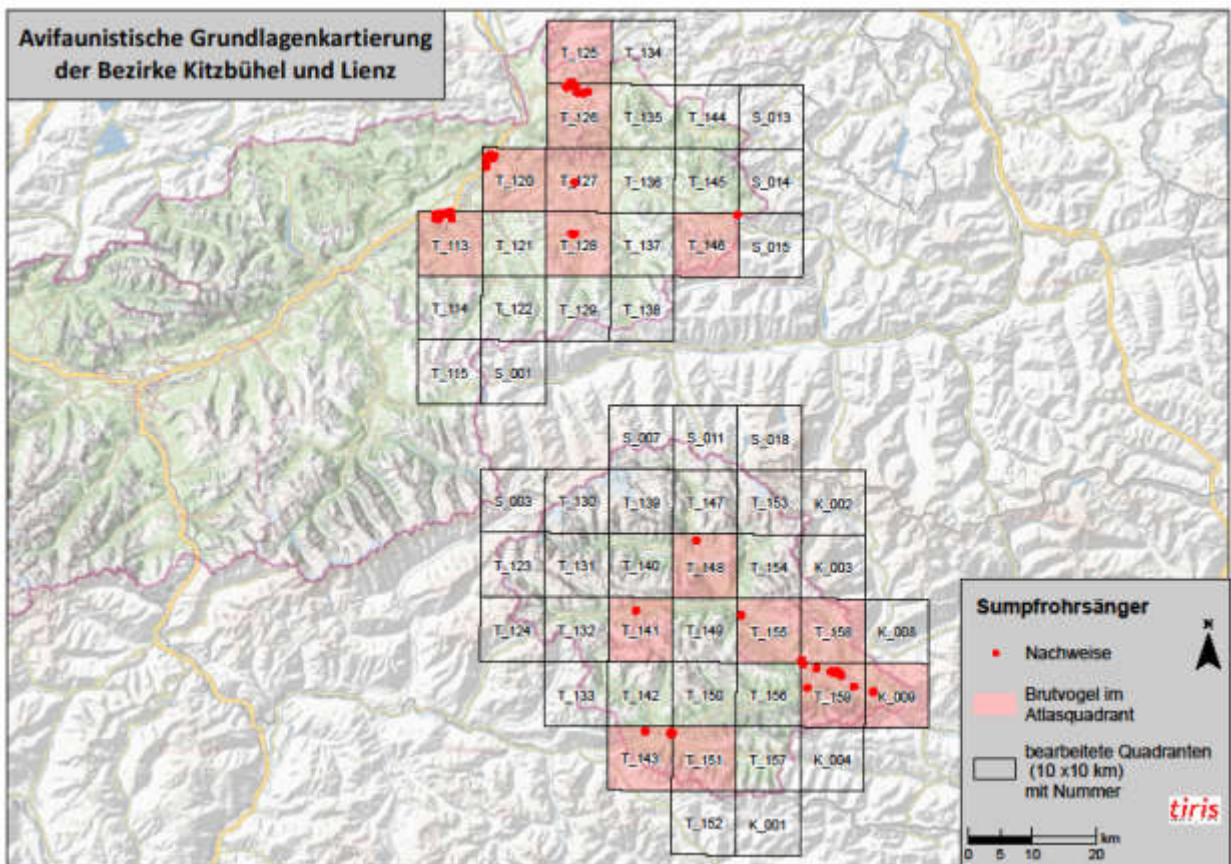 Avifaunistische Grundlagenkartierung
der Bezirke Kitzbühel und Lienz
T_125 T_134
T_126 T_135 T_144 S_013
T_120 T_127 T_136 T_145 S_014
T_113 T_121 T_128 T_137 T_146 S_015
T_114 T_122 T_129 T_138
T_115 S_001
S_007 S_011 S_018
S_003 T_130 T_139 T_147 T_153 K_002
T_123 T_131 T_140 T_148 T_154 K_003
T_124 T_132 T_141 T_149 T_155 T_158 K_008
T_133 T_142 T_150 T_156 T_159 K_009
T_143 T_151 T_157 K_004
T_152 K_001
Sumpfrohrsänger
N
Nachweise
Brutvogel im
Atlasquadrant
bearbeitete Quadranten
(10 x10 km)
mit Nummer
tiris
km
0 5 10 20